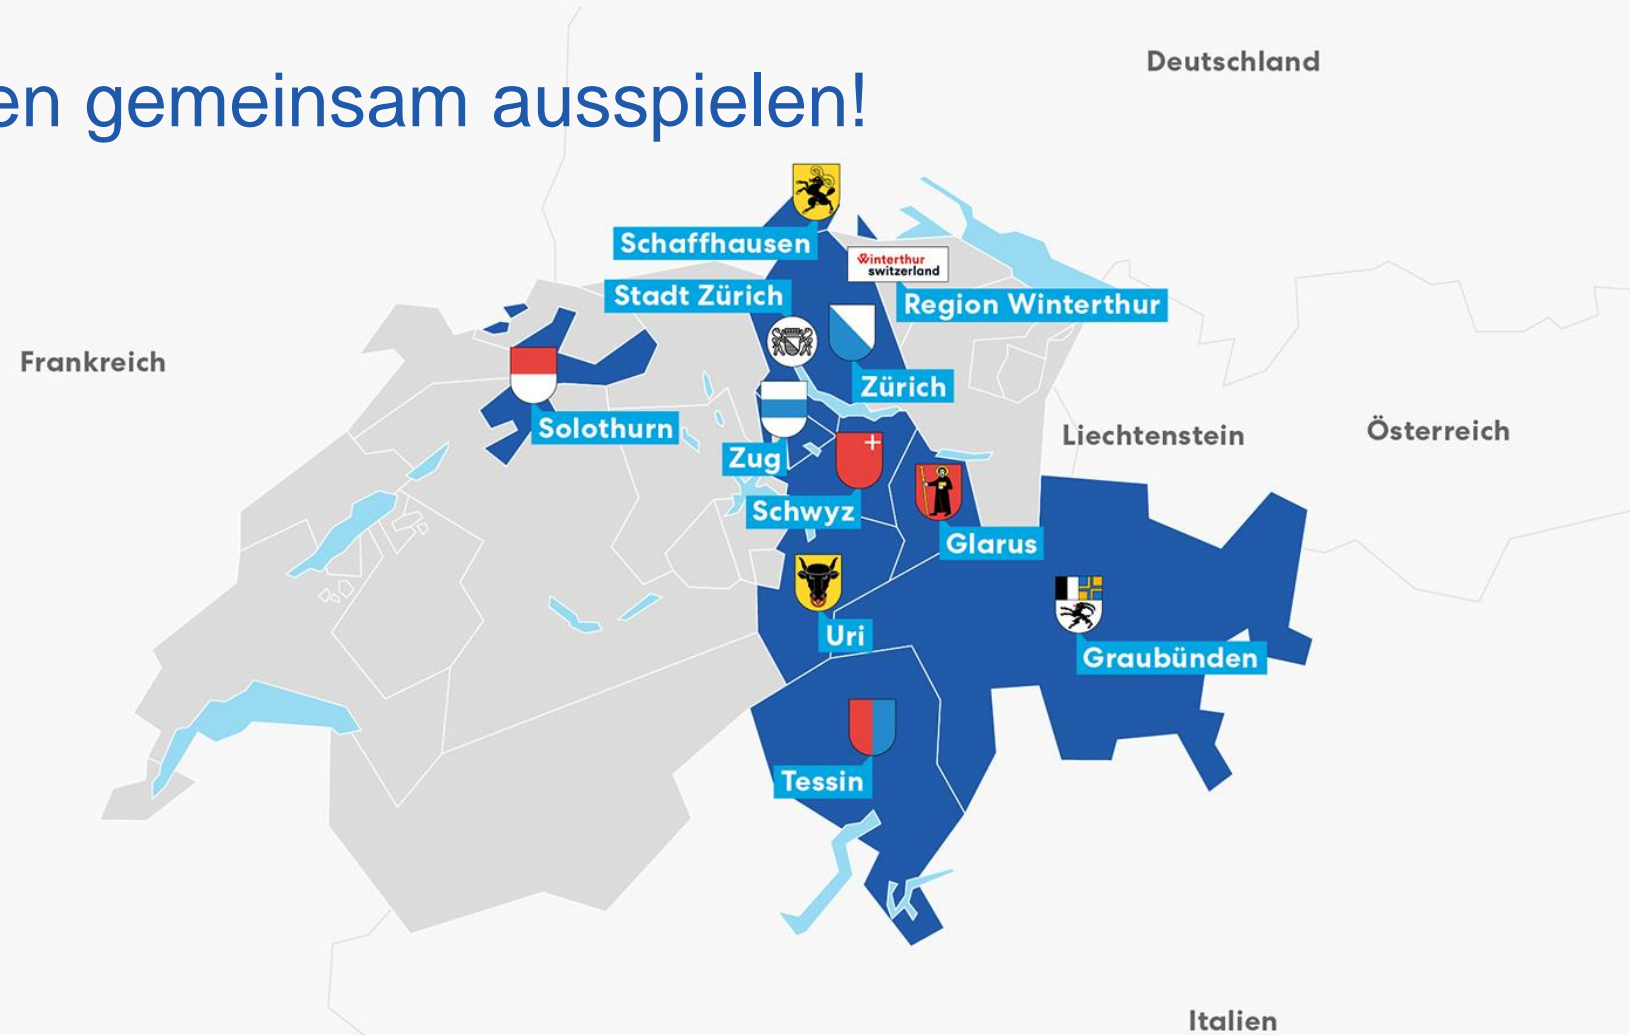 Deutschland
en gemeinsam ausspielen!
Schaffhausen
Winterthur
switzerland
Stadt Zürich
Region Winterthur
Frankreich
Zürich
Solothurn
Liechtenstein
Österreich
Zug
Schwyz
Glarus
Uri
Graubünden
Tessin
Italien